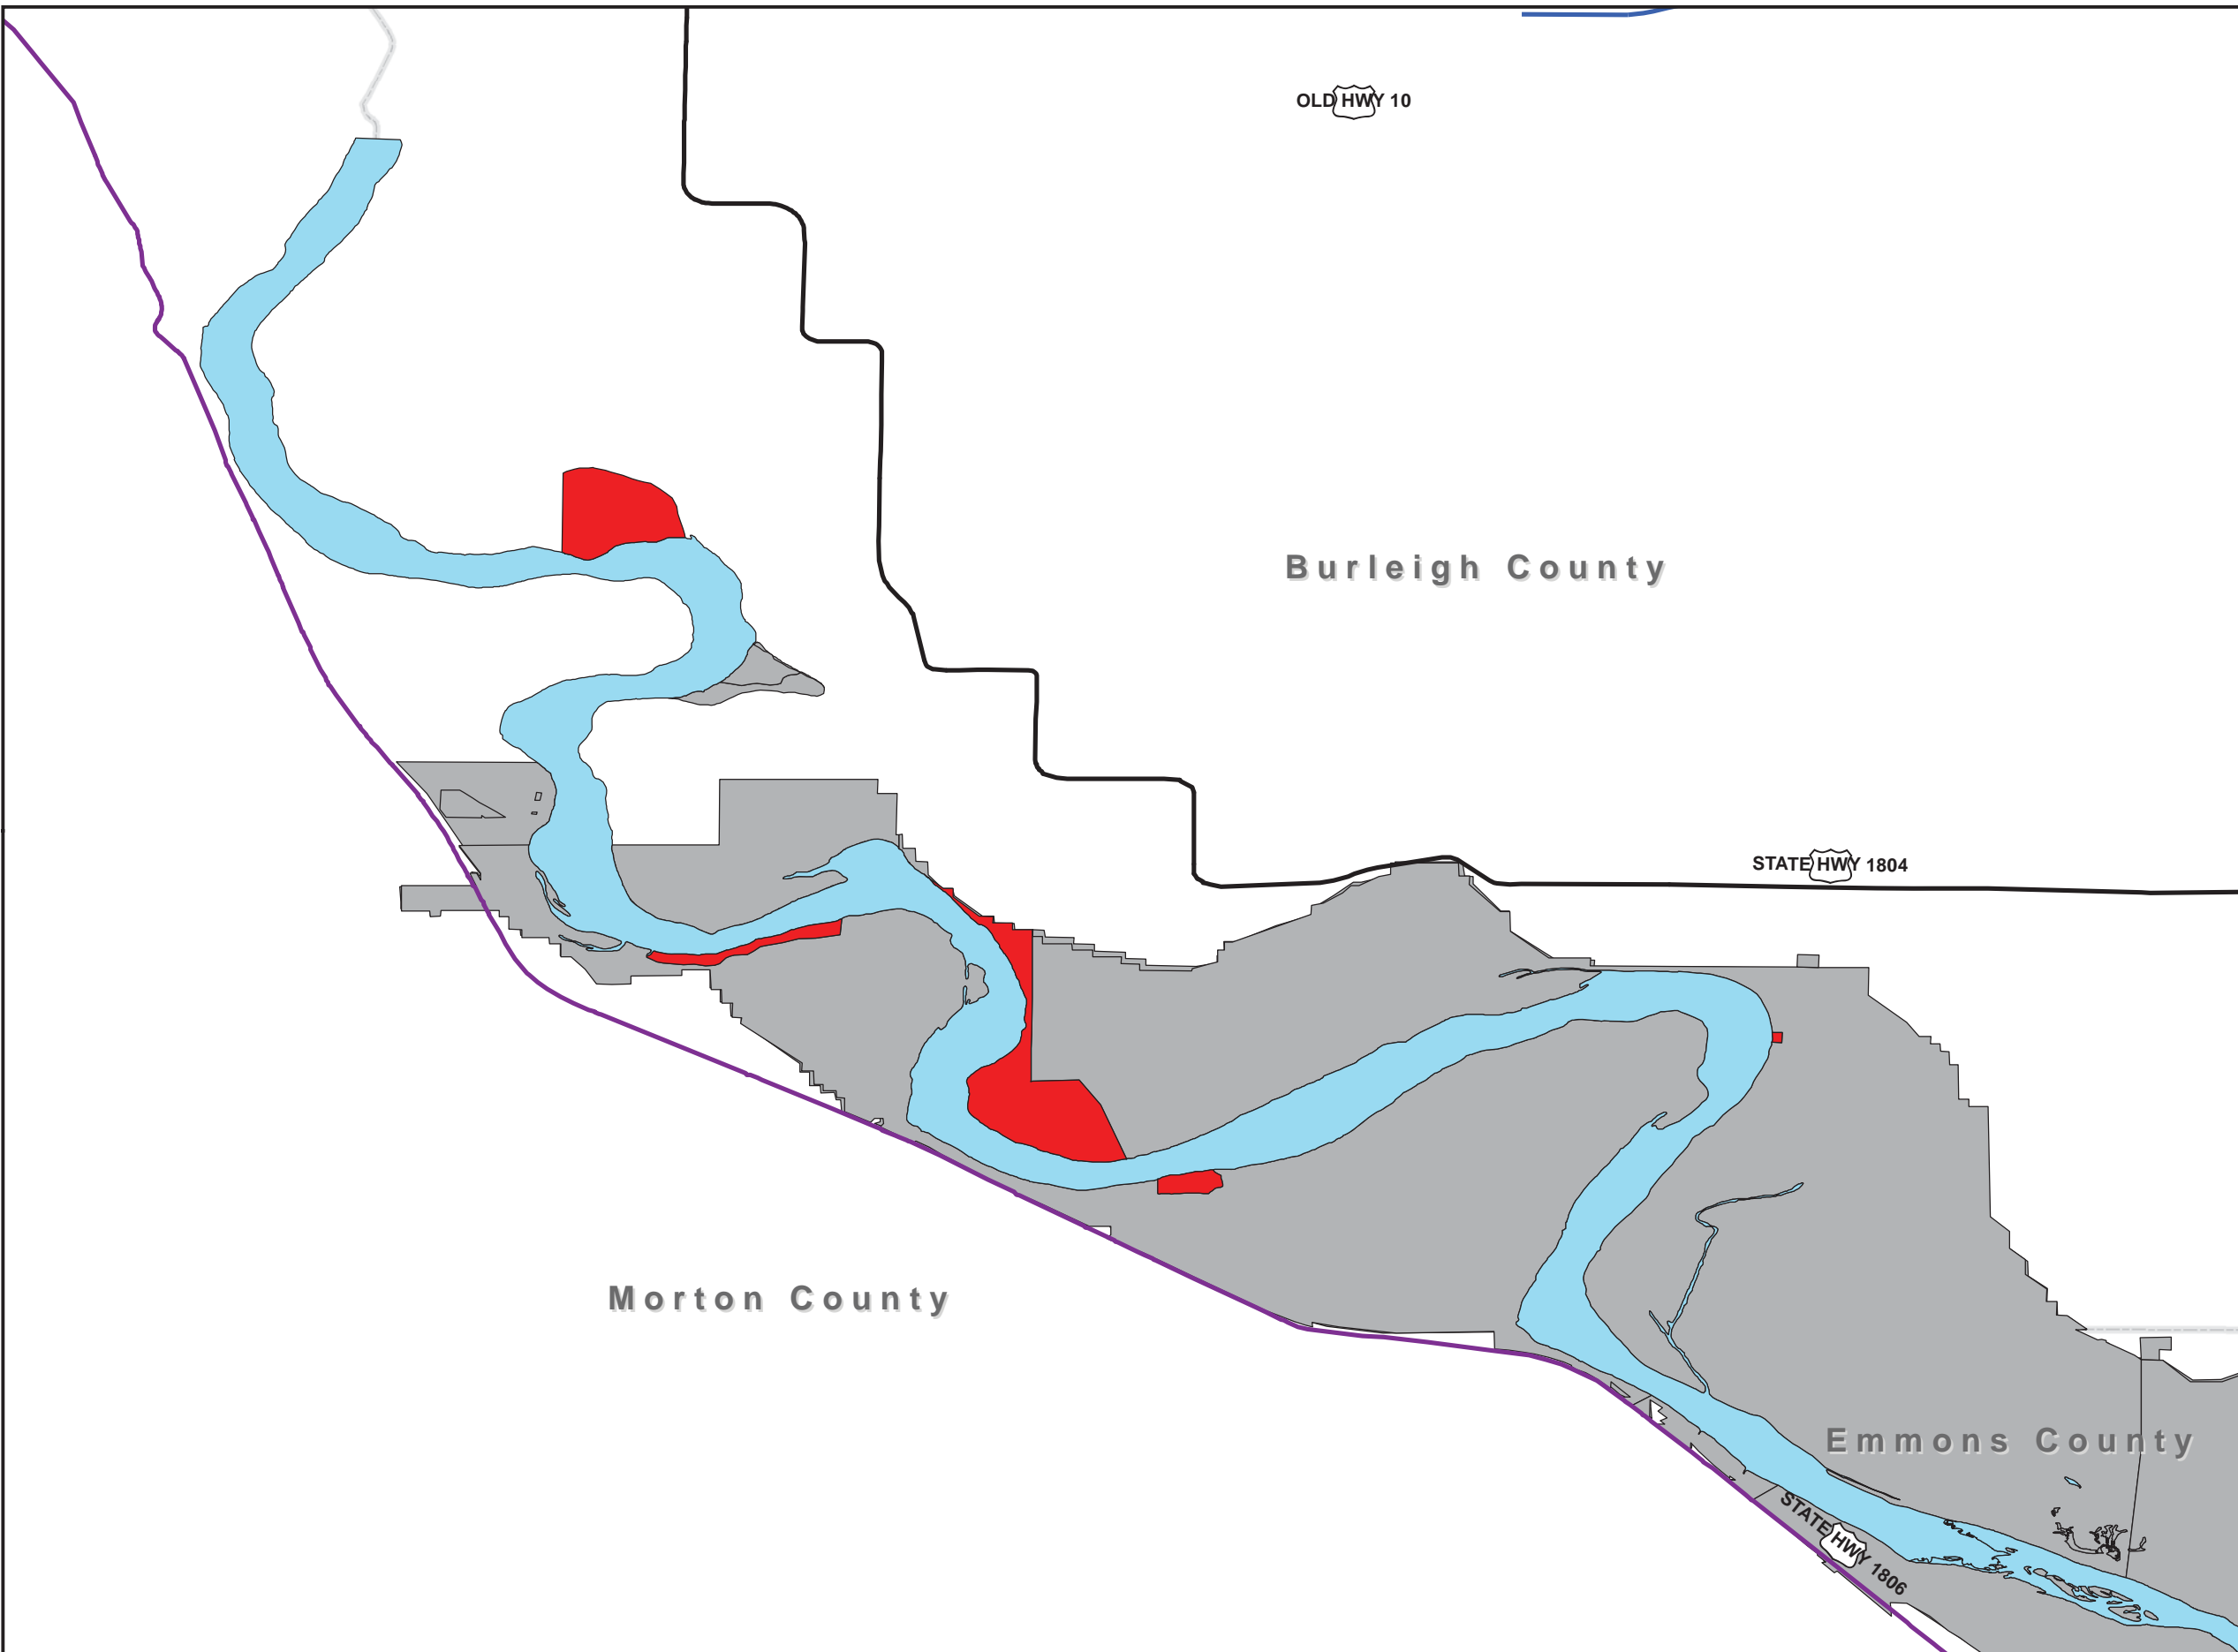 OLD HWY 10
Burleigh County
STATE HWY 1804
Morton County
Emmons County
STATE HWY 1806